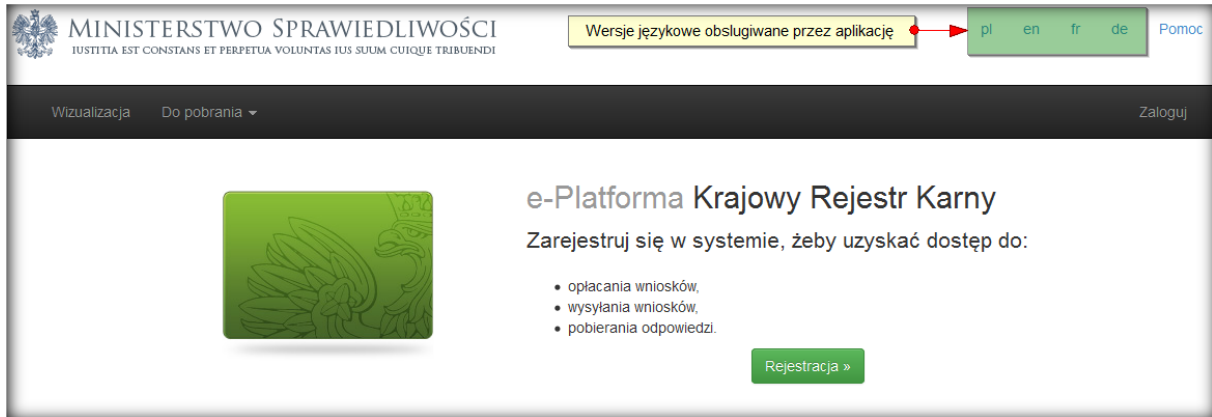 MINISTERSTWO SPRAWIEDLIWOŚCI
IUSTITIA EST CONSTANS ET PERPETUA VOLUNTAS IUS SUUM CUIQUE TRIBUENDI
Wersje językowe obslugiwane przez aplikację
pl en fr de Pomoc
Wizualizacja Do pobrania Zaloguj
e-Platforma Krajowy Rejestr Karny
Zarejestruj się w systemie, żeby uzyskać dostęp do:
• opłacania wniosków,
• wysyłania wniosków,
• pobierania odpowiedzi.
Rejestracja »